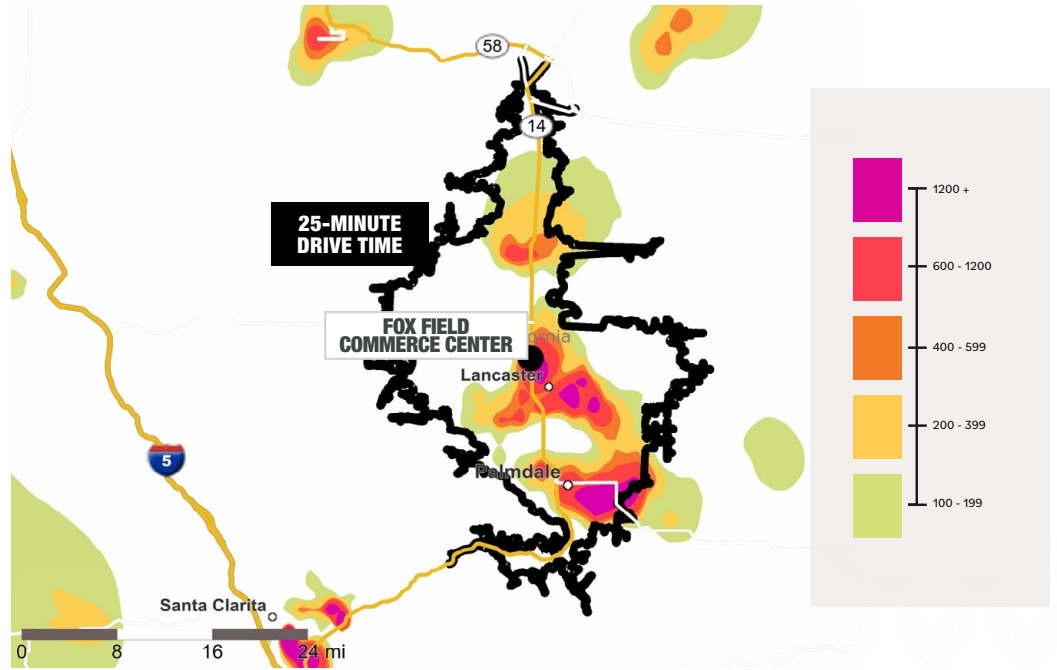 58
14
25-MINUTE
DRIVE TIME
FOX FIELD
COMMERCE CENTER
ornia
Lancaster
5
Palmdale
Santa Clarita
0 8 16 24 mi
1200 +
600 - 1200
400 - 599
200 - 399
100 - 199